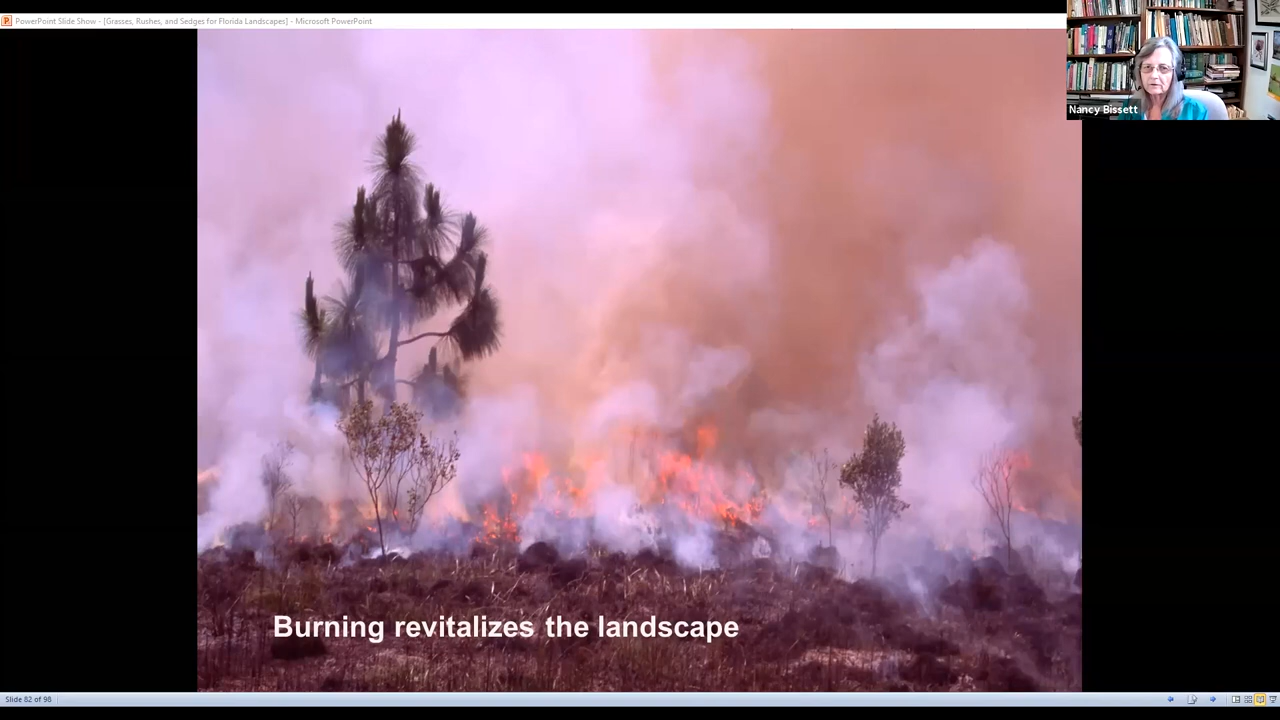 PowerPoint Slide Show - [Grasses, Rushes, and Sedges for Florida Landscapes] - Microsoft PowerPoint
Nancy Bissett
Burning revitalizes the landscape
Slide 82 of 98